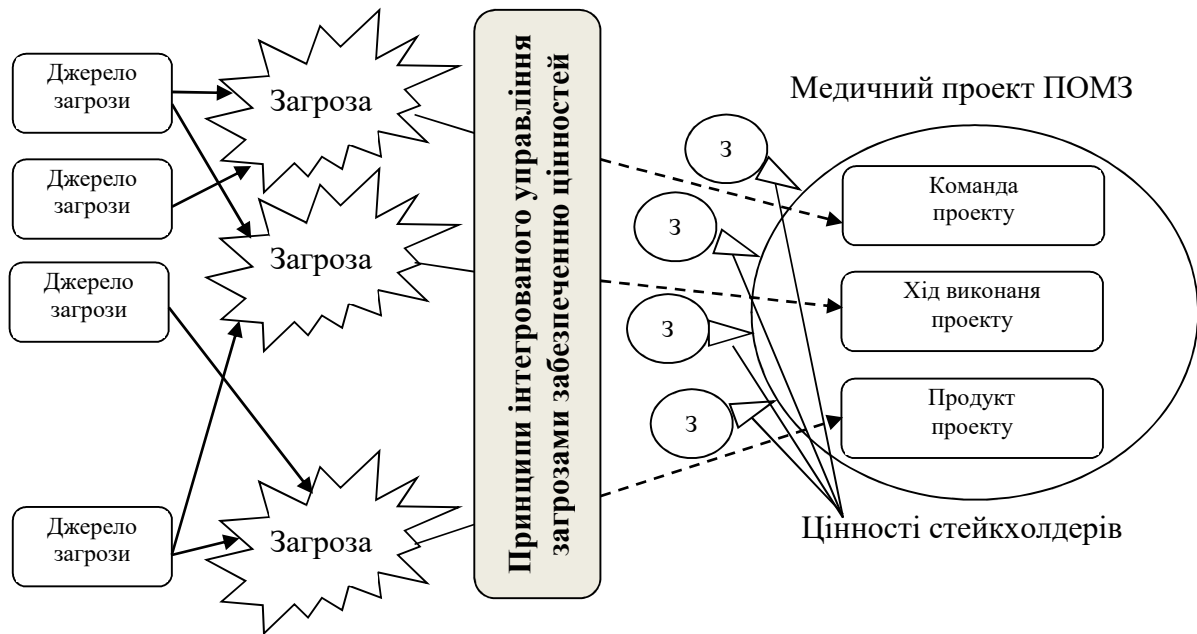 Джерело
загрози
Джерело
загрози
Джерело
загрози
Джерело
загрози
Загроза
Загроза
Загроза
Принципи інтегрованого управління
загрозами забезпеченню цінностей
Медичний проект ПОМЗ
З
З
З
З
Команда
проекту
Хід виконаня
проекту
Продукт
проекту
Цінності стейкхолдерів